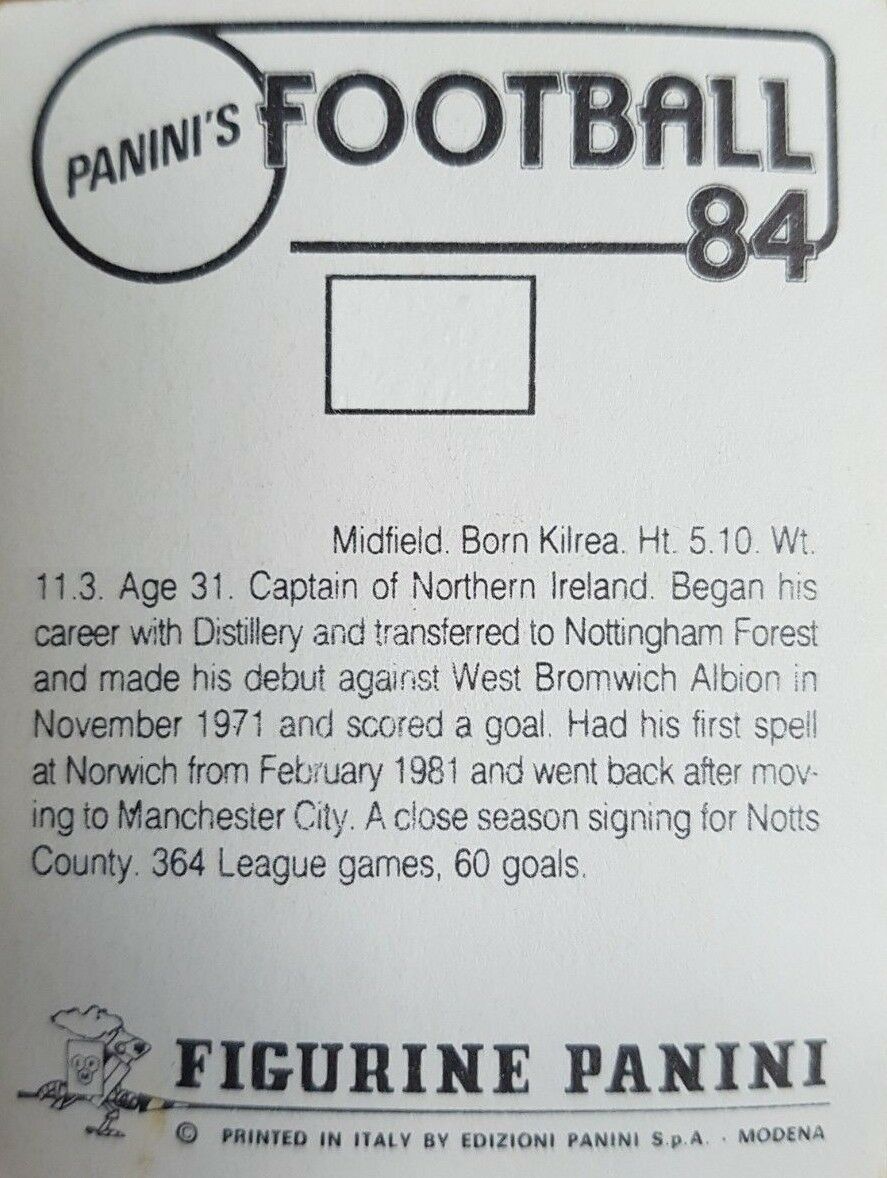 PANINI'S FOOTBALL
84
Midfield. Born Kilrea. Ht. 5.10. Wt.
11.3. Age 31. Captain of Northern Ireland. Began his
career with Distillery and transferred to Nottingham Forest
and made his debut against West Bromwich Albion in
November 1971 and scored a goal. Had his first spell
at Norwich from February 1981 and went back after mov-
ing to Manchester City. A close season signing for Notts
County. 364 League games, 60 goals.
FIGURINE PANINI
© PRINTED IN ITALY BY EDIZIONI PANINI S.p.A. · MODENA